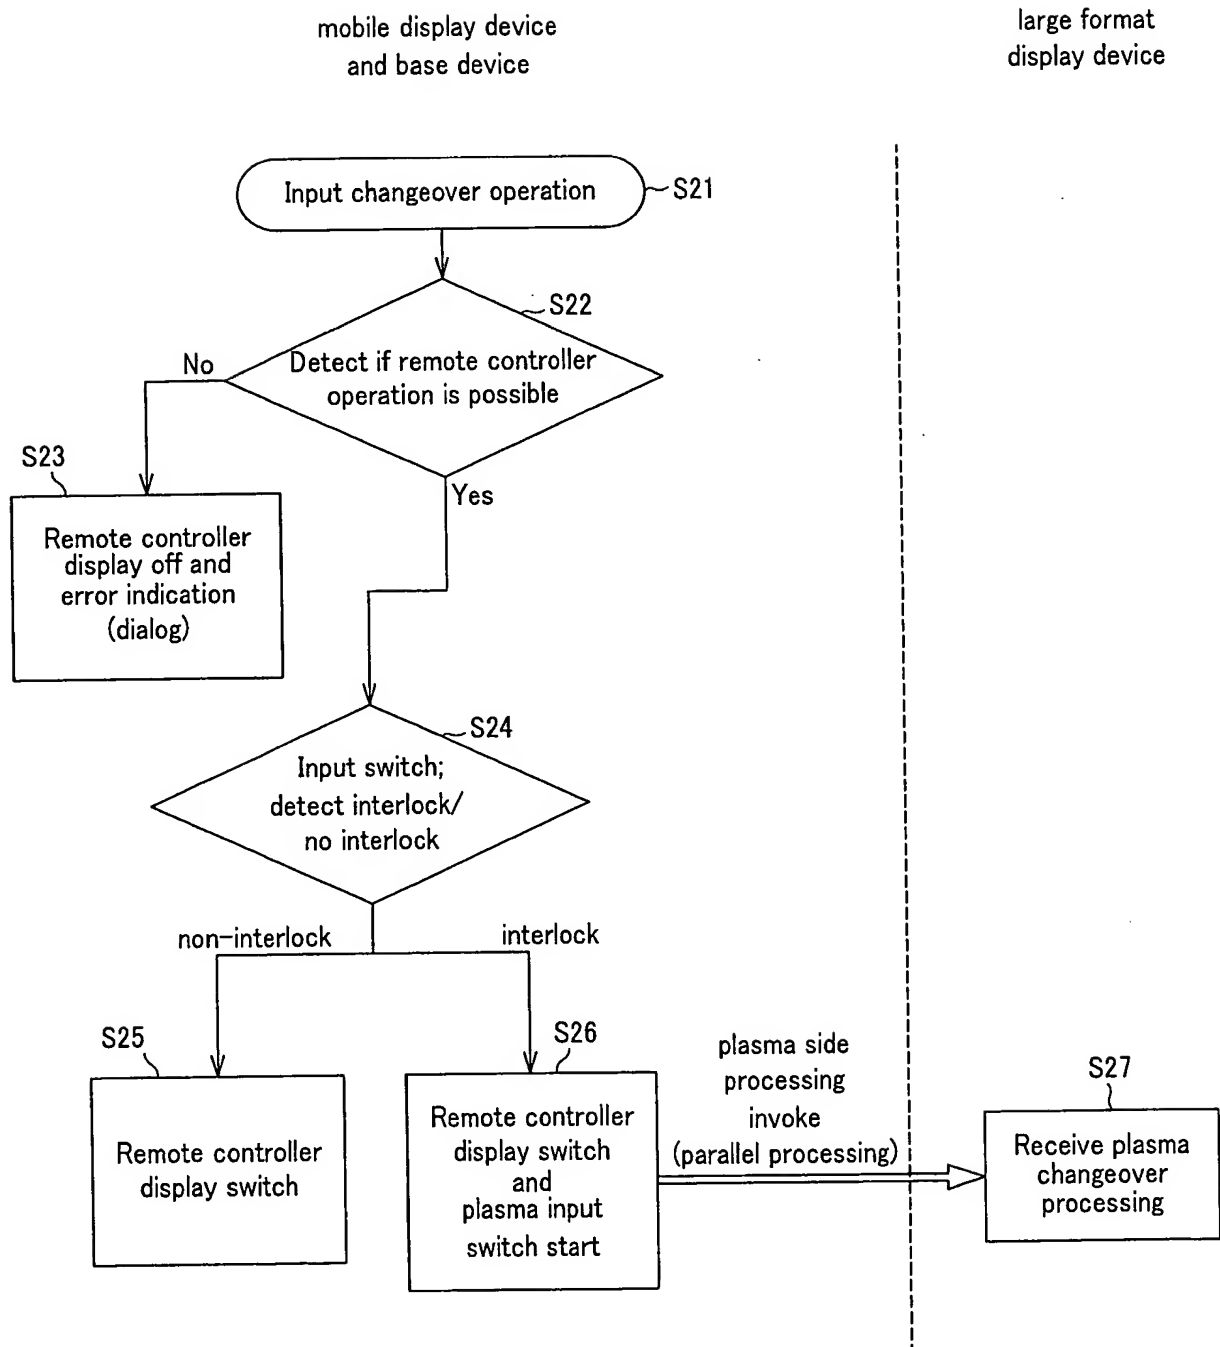 mobile display device
and base device
large format
display device
Input changeover operation
S21
S22
Detect if remote controller
operation is possible
No
Yes
S23
Remote controller
display off and
error indication
(dialog)
S24
Input switch;
detect interlock/
no interlock
non-interlock
interlock
S25
Remote controller
display switch
S26
Remote controller
display switch
and
plasma input
switch start
plasma side
processing
invoke
(parallel processing)
S27
Receive plasma
changeover
processing